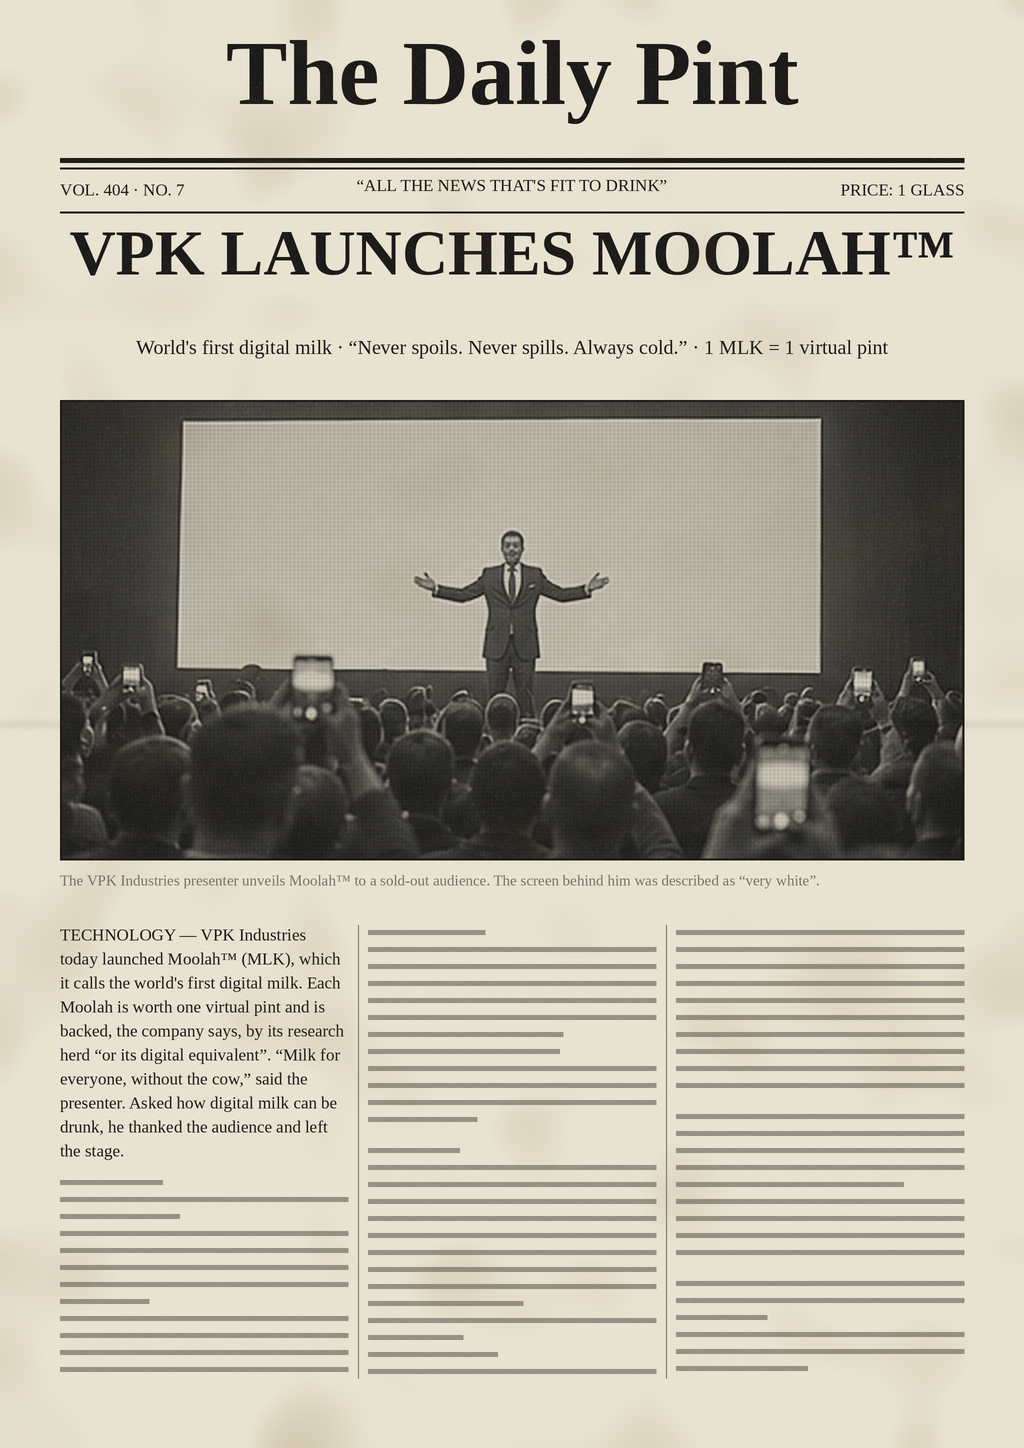 The Daily Pint
VOL. 404 · NO. 7
“ALL THE NEWS THAT'S FIT TO DRINK”
PRICE: 1 GLASS
VPK LAUNCHES MOOLAH™
World's first digital milk · “Never spoils. Never spills. Always cold.” · 1 MLK = 1 virtual pint
The VPK Industries presenter unveils Moolah™ to a sold-out audience. The screen behind him was described as “very white”.
TECHNOLOGY — VPK Industries
today launched Moolah™ (MLK), which
it calls the world's first digital milk. Each
Moolah is worth one virtual pint and is
backed, the company says, by its research
herd “or its digital equivalent”. “Milk for
everyone, without the cow,” said the
presenter. Asked how digital milk can be
drunk, he thanked the audience and left
the stage.